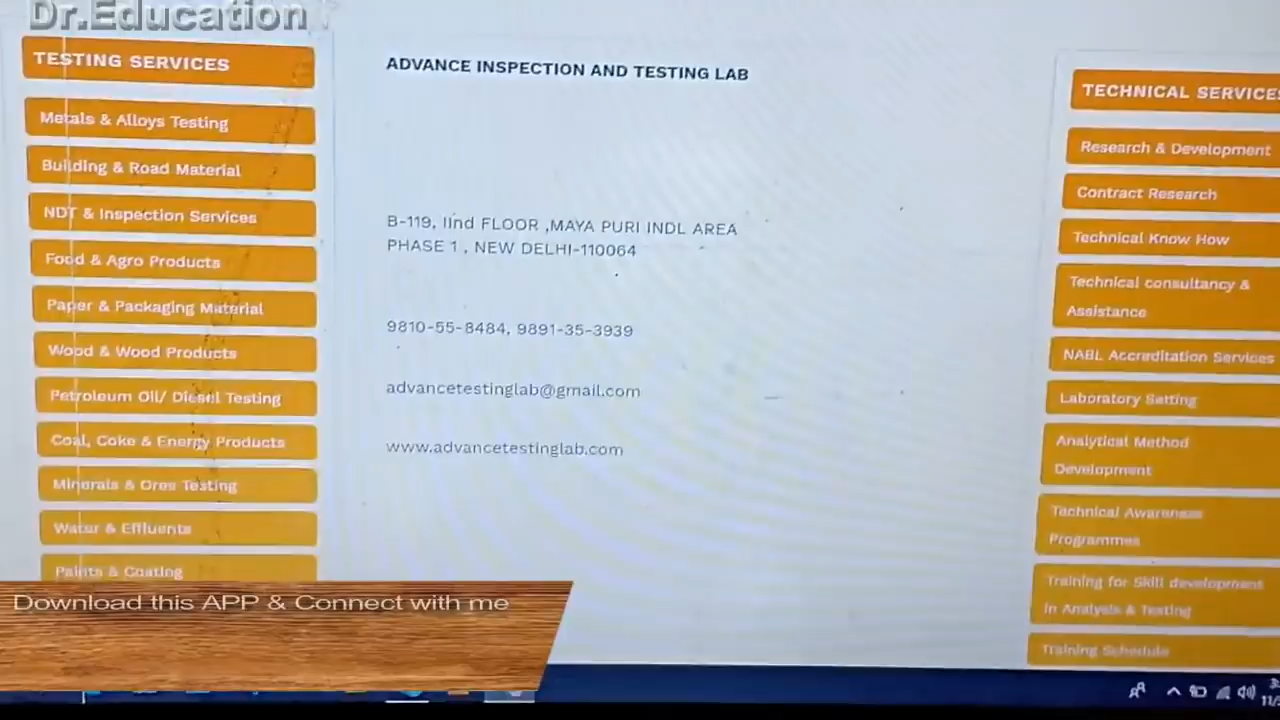 Dr.Education
TESTING SERVICES
Metals & Alloys Testing
Building & Road Material
NDT & Inspection Services
Food & Agro Products
Paper & Packaging Material
Wood & Wood Products
Petroleum Oil/ Diesel Testing
Coal, Coke & Energy Products
Minerals & Ores Testing
Water & Effluents
Paints & Coating
ADVANCE INSPECTION AND TESTING LAB
B-119, IInd FLOOR ,MAYA PURI INDL AREA
PHASE 1 , NEW DELHI-110064
9810-55-8484, 9891-35-3939
advancetestinglab@gmail.com
www.advancetestinglab.com
TECHNICAL SERVICES
Research & Development
Contract Research
Technical Know How
Technical consultancy &
Assistance
NABL Accreditation Services
Laboratory Setting
Analytical Method
Development
Technical Awareness
Programmes
Training for Skill development
in Analysis & Testing
Training Schedule
Download this APP & Connect with me